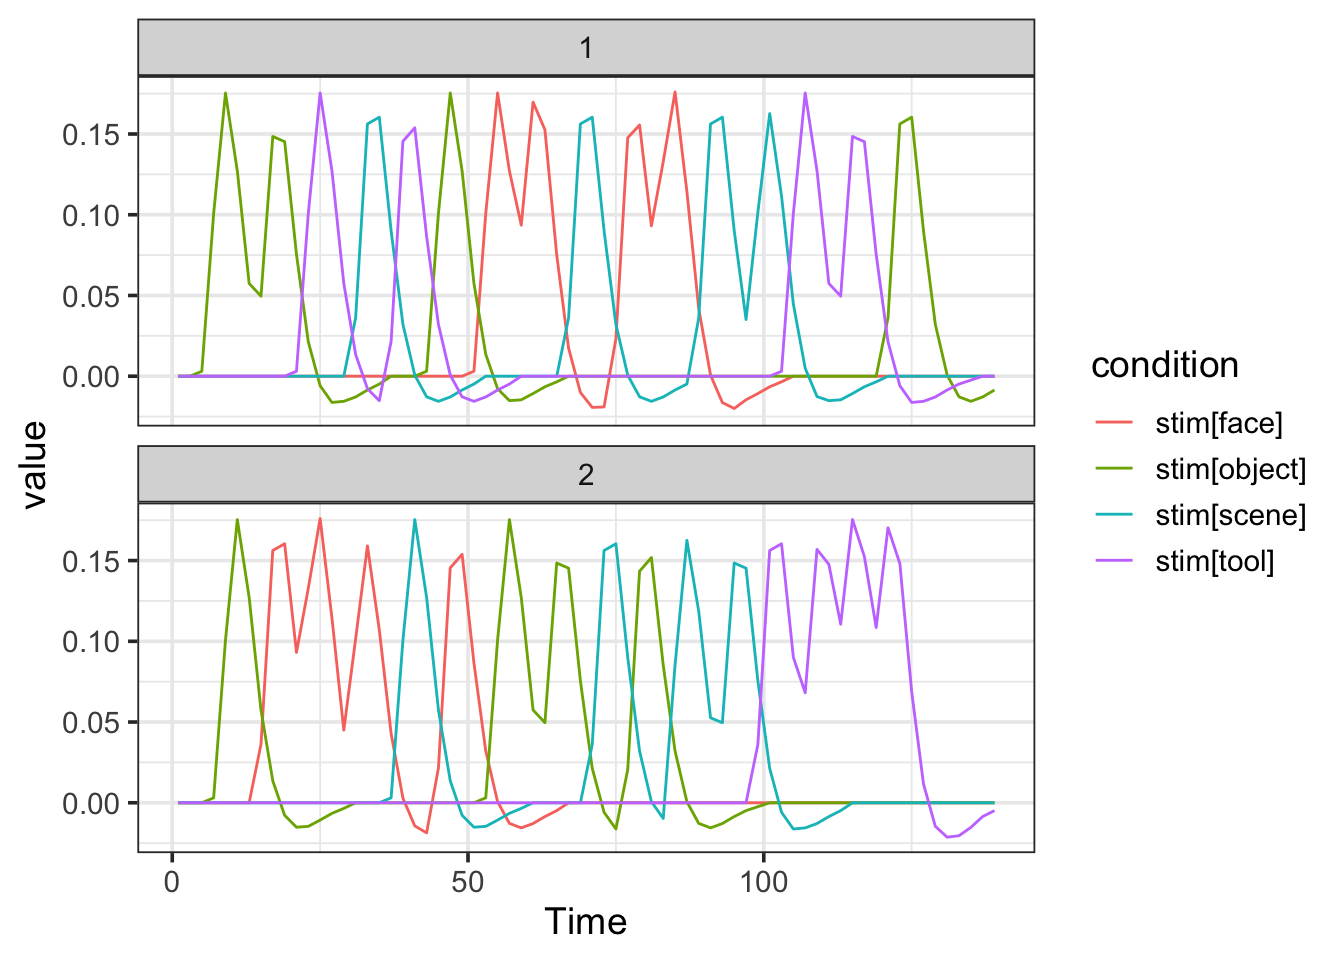 1
0.15
0.10
0.05
0.00
2
0.15
0.10
0.05
0.00
0
50
100
Time
value
condition
stim[face]
stim[object]
stim[scene]
stim[tool]